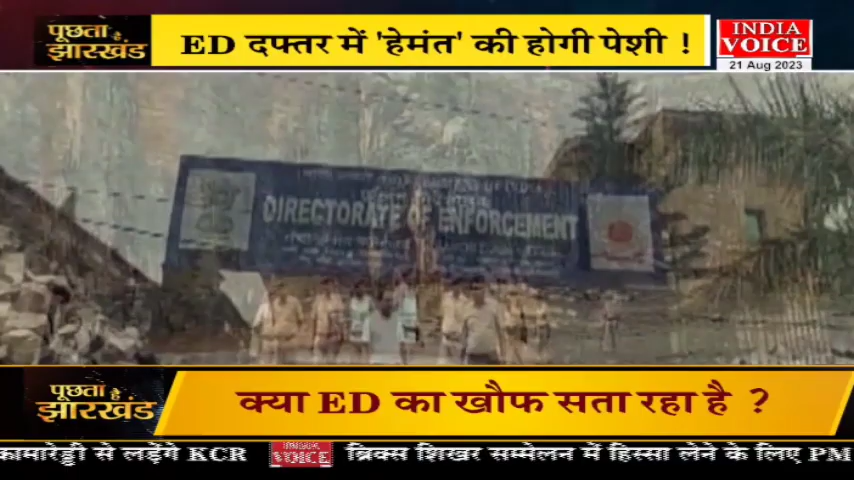 पूछता है
झारखंड
ED दफ्तर में 'हेमंत' की होगी पेशी !
INDIA
VOICE
21 Aug 2023
DIRECTORATE OF ENFORCEMENT
पूछता है
झारखंड
क्या ED का खौफ सता रहा है ?
कामारेड्डी से लड़ेंगे KCR
INDIA
VOICE
ब्रिक्स शिखर सम्मेलन में हिस्सा लेने के लिए PM